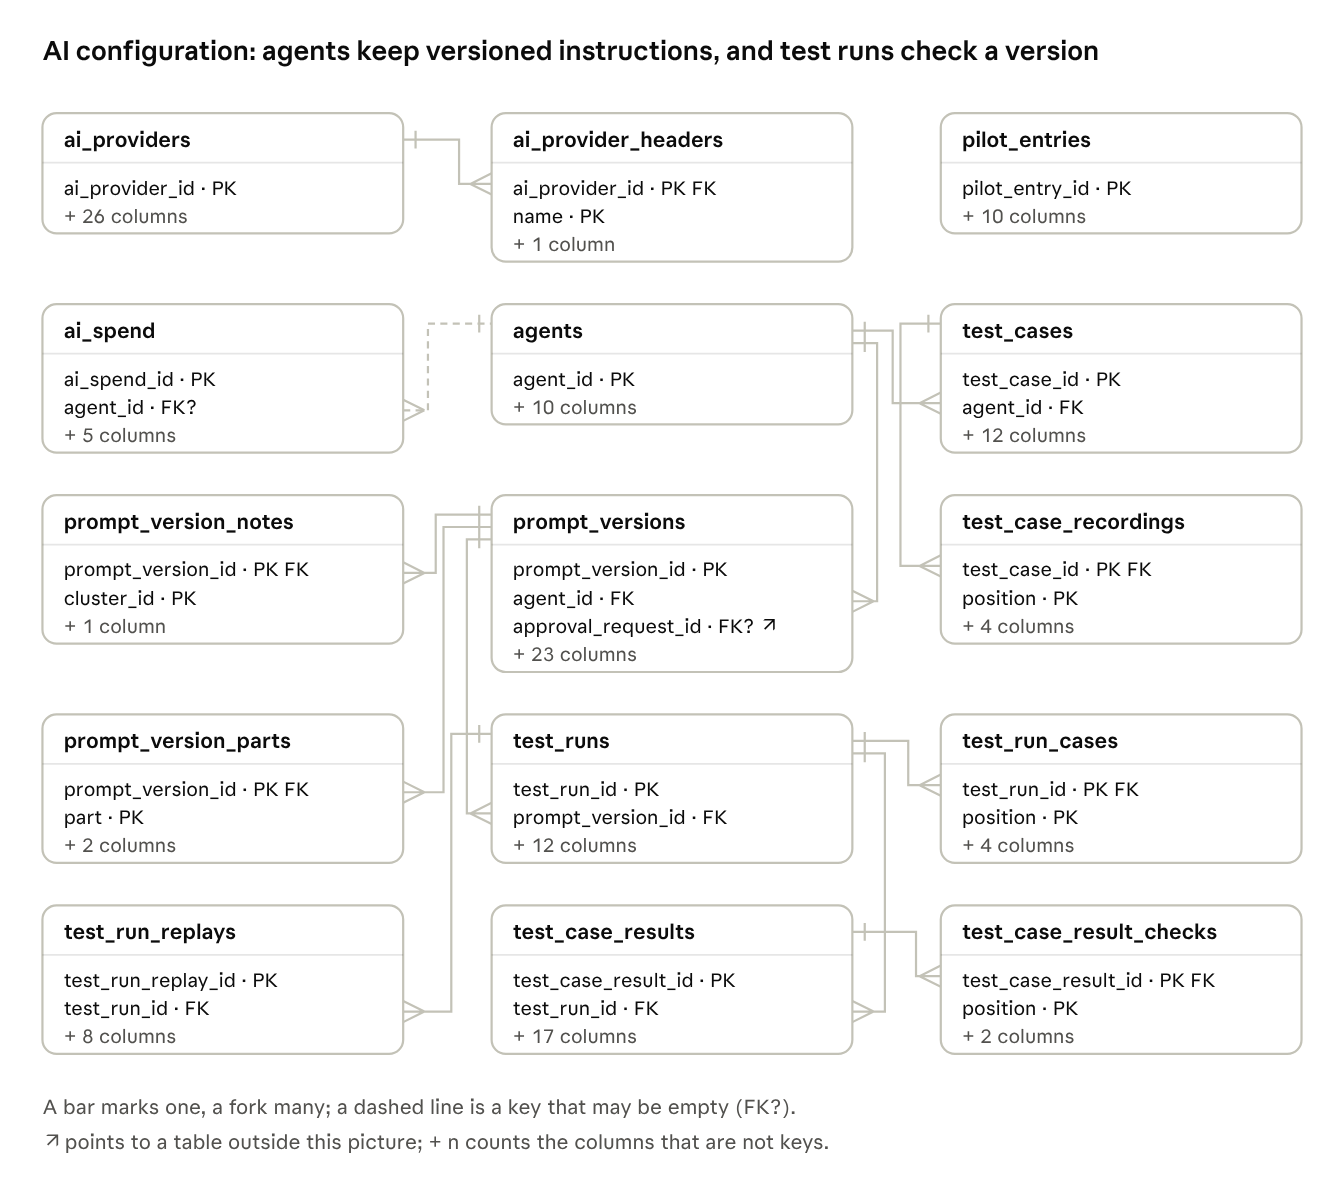 AI configuration: agents keep versioned instructions, and test runs check a version
ai_providers
ai_provider_id · PK
+ 26 columns
ai_provider_headers
ai_provider_id · PK FK
name · PK
+ 1 column
pilot_entries
pilot_entry_id · PK
+ 10 columns
ai_spend
ai_spend_id · PK
agent_id · FK?
+ 5 columns
agents
agent_id · PK
+ 10 columns
test_cases
test_case_id · PK
agent_id · FK
+ 12 columns
prompt_version_notes
prompt_version_id · PK FK
cluster_id · PK
+ 1 column
prompt_versions
prompt_version_id · PK
agent_id · FK
approval_request_id · FK? ↗
+ 23 columns
test_case_recordings
test_case_id · PK FK
position · PK
+ 4 columns
prompt_version_parts
prompt_version_id · PK FK
part · PK
+ 2 columns
test_runs
test_run_id · PK
prompt_version_id · FK
+ 12 columns
test_run_cases
test_run_id · PK FK
position · PK
+ 4 columns
test_run_replays
test_run_replay_id · PK
test_run_id · FK
+ 8 columns
test_case_results
test_case_result_id · PK
test_run_id · FK
+ 17 columns
test_case_result_checks
test_case_result_id · PK FK
position · PK
+ 2 columns
A bar marks one, a fork many; a dashed line is a key that may be empty (FK?).
↗ points to a table outside this picture; + n counts the columns that are not keys.